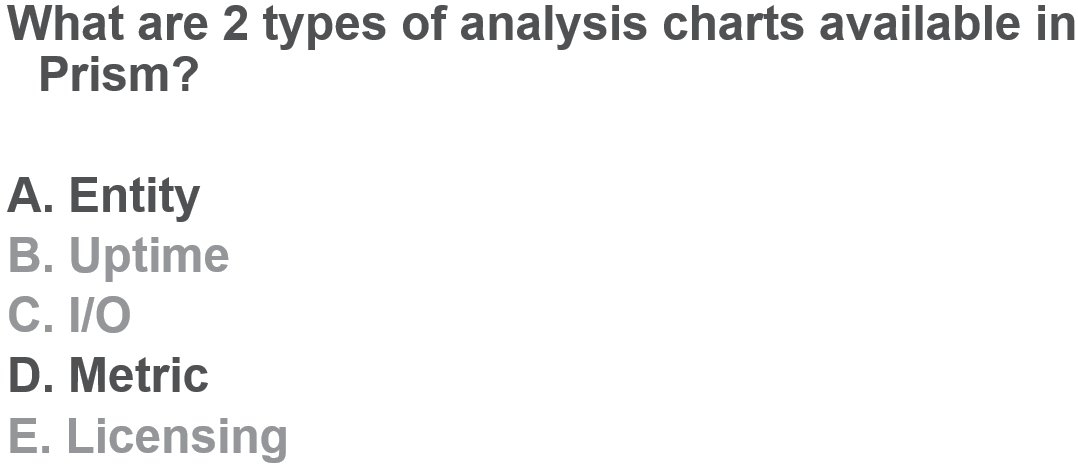 What are 2 types of analysis charts available in
Prism?
A. Entity
B. Uptime
C. I/O
D. Metric
E. Licensing